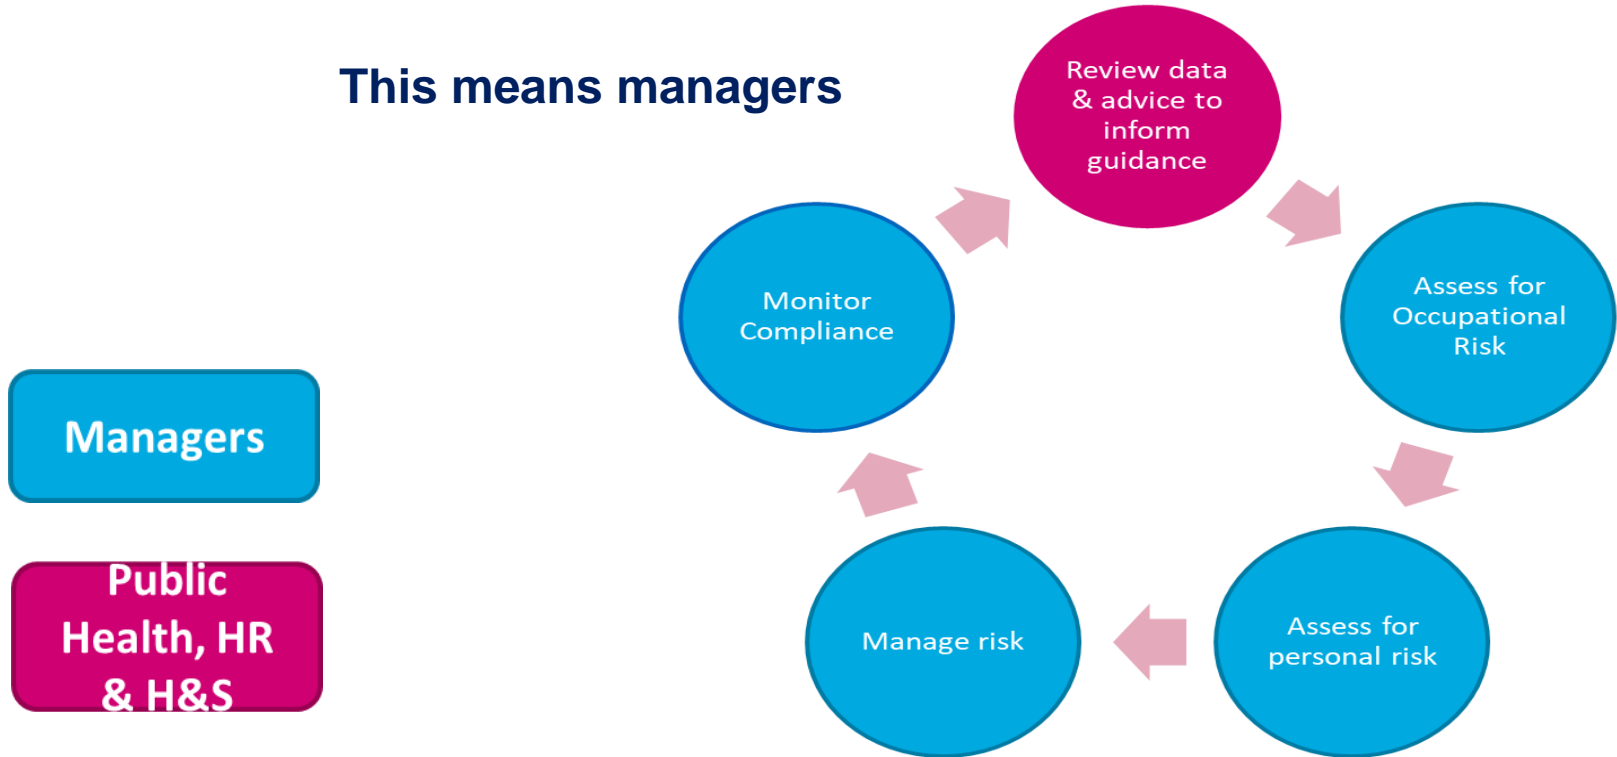 This means managers
Review data
& advice to
inform
guidance
Assess for
Occupational
Risk
Assess for
personal risk
Manage risk
Monitor
Compliance
Managers
Public
Health, HR
& H&S